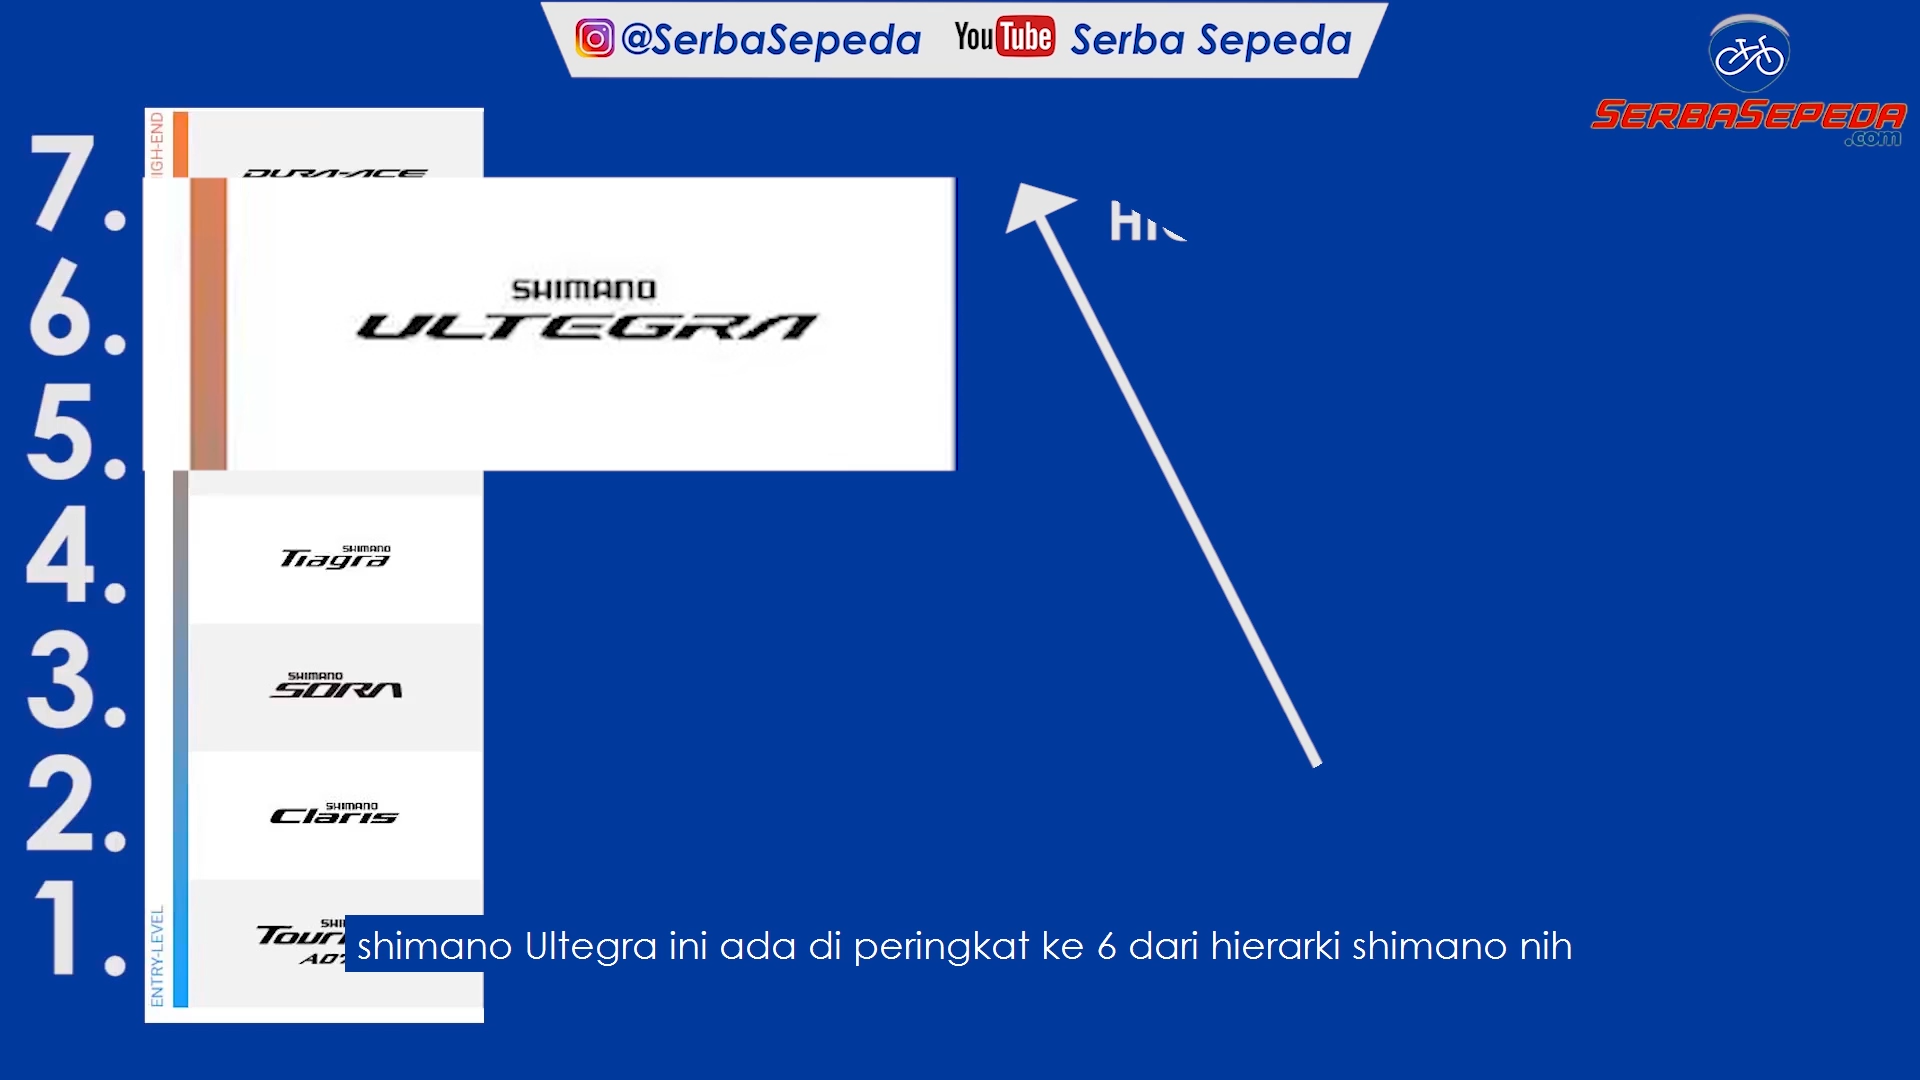 @SerbaSepeda YouTube Serba Sepeda
SERBASEPEDA
.com
7.
6.
5.
4.
3.
2.
1.
DURA-ACE
SHIMANO
ULTEGRA
SHIMANO
Tiagra
SHIMANO
SORA
SHIMANO
Claris
ENTRY-LEVEL
shimano Ultegra ini ada di peringkat ke 6 dari hierarki shimano nih